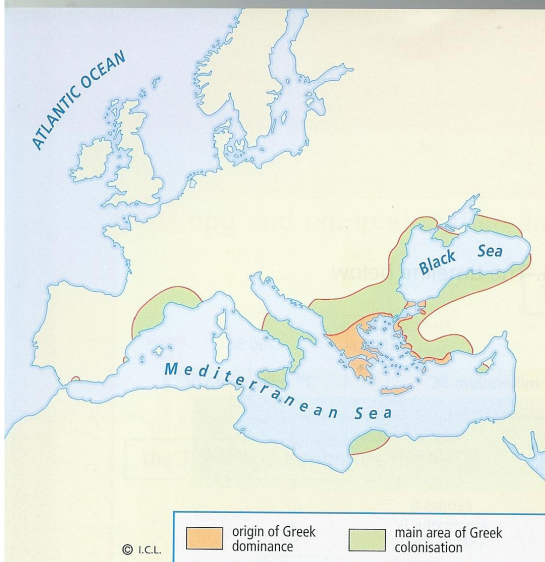 ATLANTIC OCEAN
Black Sea
Mediterranean Sea
origin of Greek
dominance
main area of Greek
colonisation
© I.C.L.